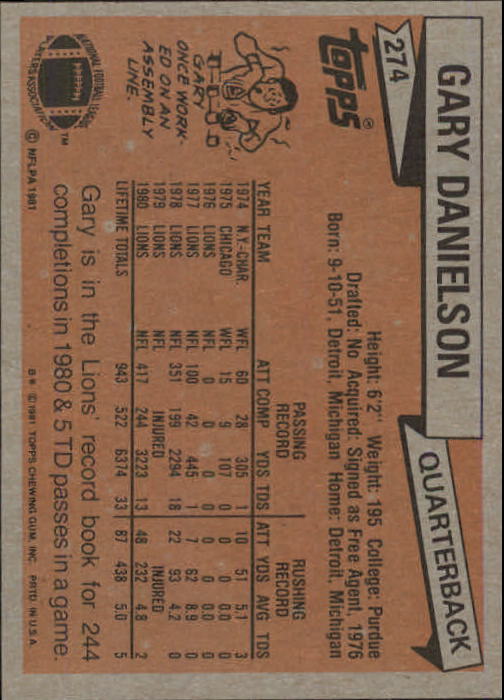 GARY DANIELSON
QUARTERBACK
274
topps®
Height: 6'2" Weight: 195 College: Purdue
Drafted: No Acquired: Signed as Free Agent, 1976
Born: 9-10-51, Detroit, Michigan Home: Detroit, Michigan
GARY
ONCE WORK-
ED ON AN
ASSEMBLY
LINE.
PASSING RUSHING
RECORD RECORD
YEAR TEAM ATT COMP YDS TDS ATT YDS AVG TDS
1974 N.Y.-CHAR. WFL 60 28 305 1 10 51 5.1 3
1975 CHICAGO WFL 15 9 107 0 0 0 0.0 0
1976 LIONS NFL 0 0 0 0 0 0 0.0 0
1977 LIONS NFL 100 42 445 1 7 62 8.9 0
1978 LIONS NFL 351 199 2294 18 22 93 4.2 0
1979 LIONS NFL INJURED INJURED
1980 LIONS NFL 417 244 3223 13 48 232 4.8 2
LIFETIME TOTALS 943 522 6374 33 87 438 5.0 5
NATIONAL FOOTBALL LEAGUE
PLAYERS ASSOCIATION
TM
© NFLPA 1981
Gary is in the Lions' record book for 244
completions in 1980 & 5 TD passes in a game.
B* © 1981 TOPPS CHEWING GUM, INC. PRTD. IN U.S.A.